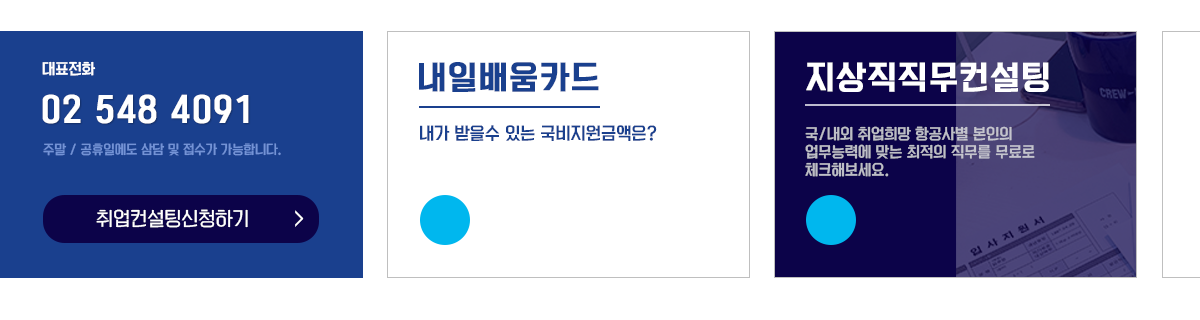 대표전화
02 548 4091
주말 / 공휴일에도 상담 및 접수가 가능합니다.
취업컨설팅신청하기
내일배움카드
내가 받을수 있는 국비지원금액은?
지상직직무컨설팅
국/내외 취업희망 항공사별 본인의
업무능력에 맞는 최적의 직무를 무료로
체크해보세요.
CREW-
입사지원서